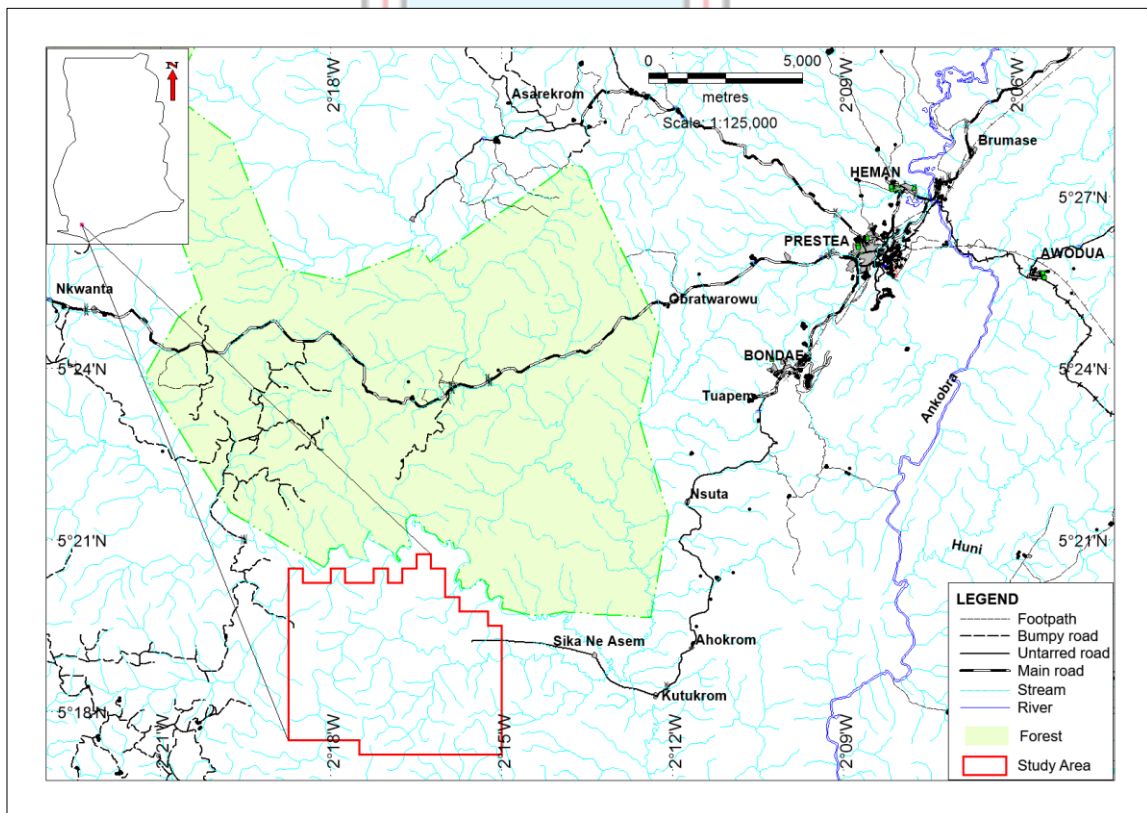 N
2°18'W
0 5,000
metres
Scale: 1:125,000
2°09'W
2°06'W
Asarekrom
Brumase
HEMAN
5°27'N
PRESTEA
AWODUA
Nkwanta
Obratwarowu
5°24'N
BONDAE
5°24'N
Tuapem
Ankobra
Nsuta
5°21'N
5°21'N
Huni
Sika Ne Asem
Ahokrom
Kutukrom
5°18'N
2°21'W
2°18'W
2°15'W
2°12'W
2°09'W
LEGEND
Footpath
Bumpy road
Untarred road
Main road
Stream
River
Forest
Study Area